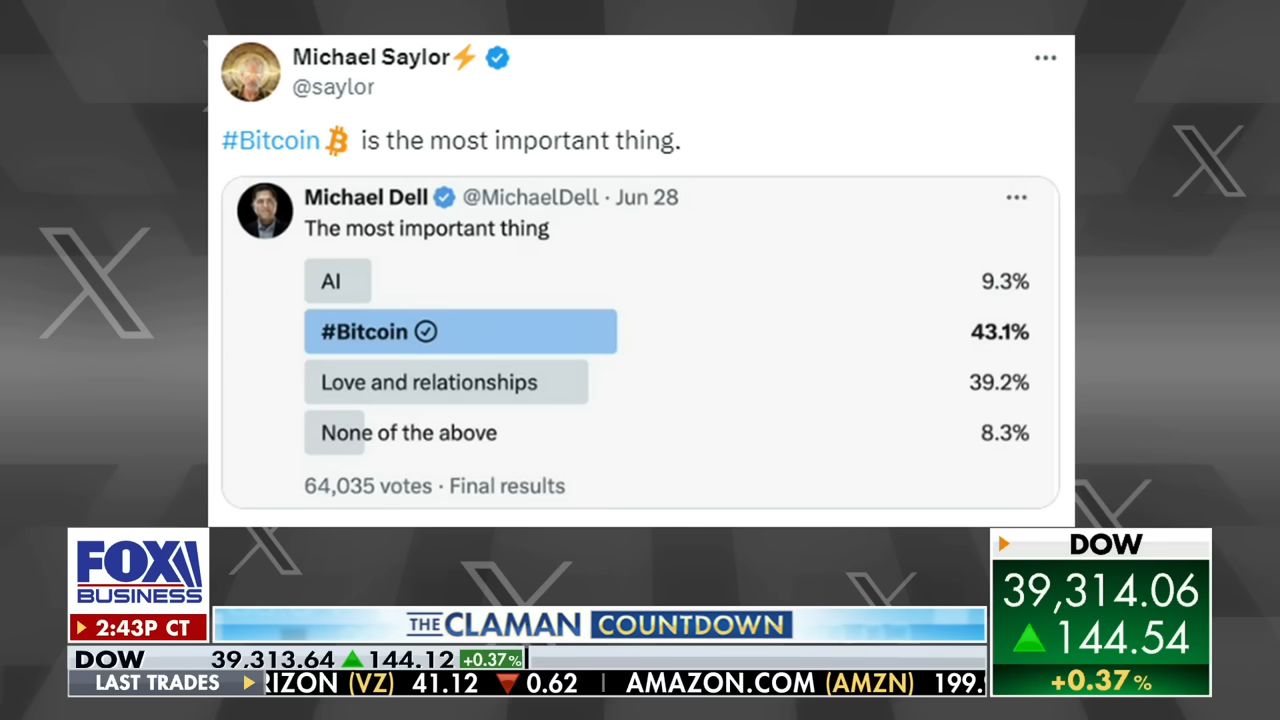 Michael Saylor⚡
@saylor
#Bitcoin₿ is the most important thing.
Michael Dell @MichaelDell · Jun 28
The most important thing
AI 9.3%
#Bitcoin 43.1%
Love and relationships 39.2%
None of the above 8.3%
64,035 votes · Final results
FOX
BUSINESS
2:43P CT
THE CLAMAN COUNTDOWN
DOW
39,314.06
144.54
+0.37%
DOW 39,313.64 144.12 +0.37%
LAST TRADES RIZON (VZ) 41.12 0.62 | AMAZON.COM (AMZN) 199.